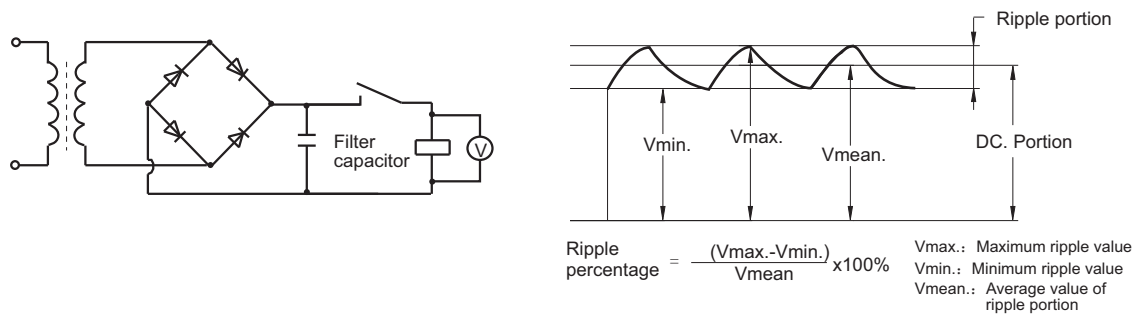 Filter
capacitor
V
Ripple portion
Vmin.
Vmax.
Vmean.
DC. Portion
Ripple
percentage
=
(Vmax.-Vmin.)
Vmean
x100%
Vmax.: Maximum ripple value
Vmin.: Minimum ripple value
Vmean.: Average value of
ripple portion